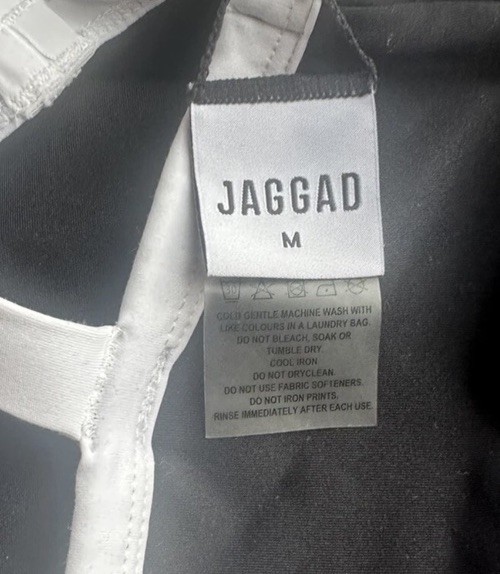 JAGGAD
M
COLD GENTLE MACHINE WASH WITH
LIKE COLOURS IN A LAUNDRY BAG.
DO NOT BLEACH, SOAK OR
TUMBLE DRY.
COOL IRON.
DO NOT DRYCLEAN.
DO NOT USE FABRIC SOFTENERS.
DO NOT IRON PRINTS.
RINSE IMMEDIATELY AFTER EACH USE.